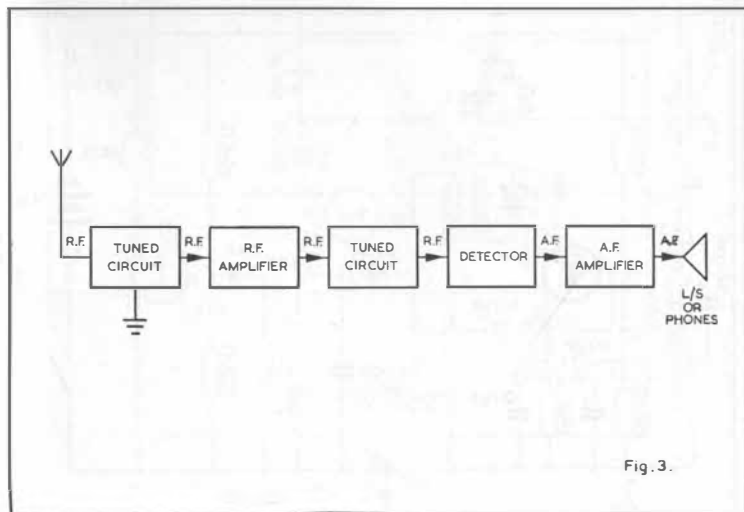 R.F.
TUNED
CIRCUIT
R.F.
R.F.
AMPLIFIER
R.F.
TUNED
CIRCUIT
R.F.
DETECTOR
A.F.
A.F.
AMPLIFIER
A.F.
L/S
OR
PHONES
Fig.3.